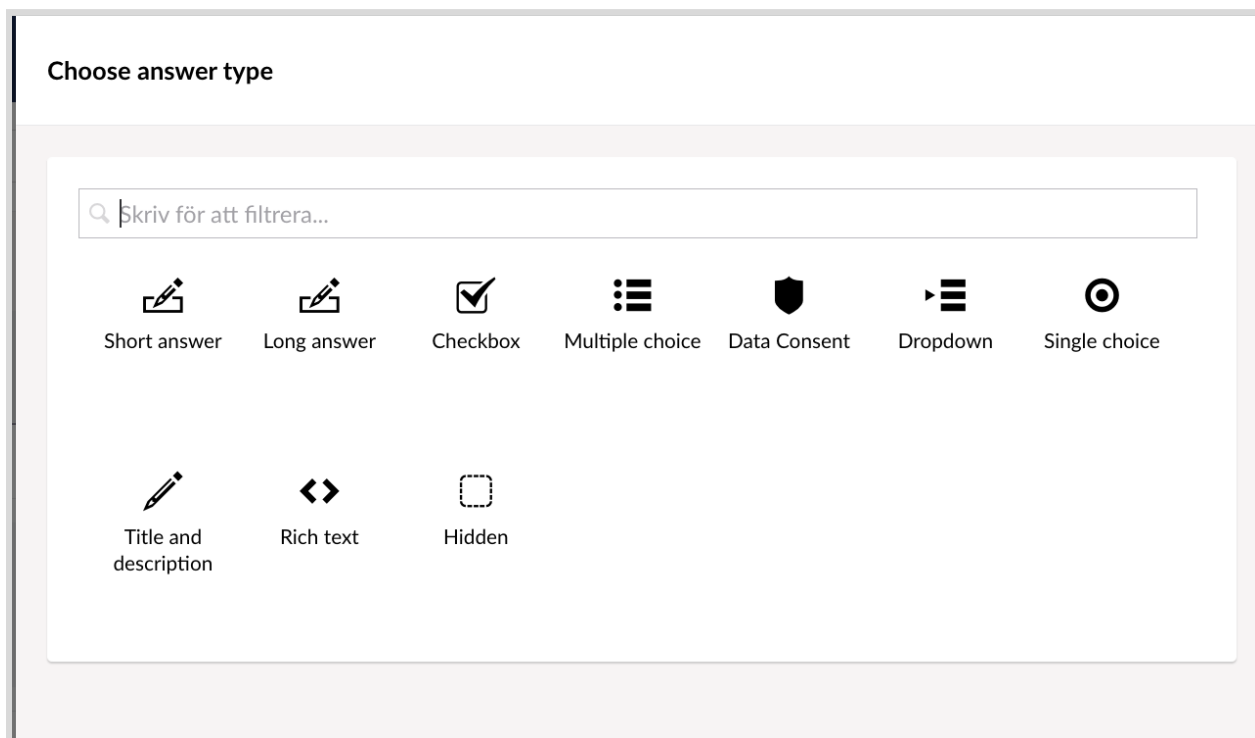 Choose answer type
Skriv för att filtrera...
Short answer
Long answer
Checkbox
Multiple choice
Data Consent
Dropdown
Single choice
Title and
description
Rich text
Hidden